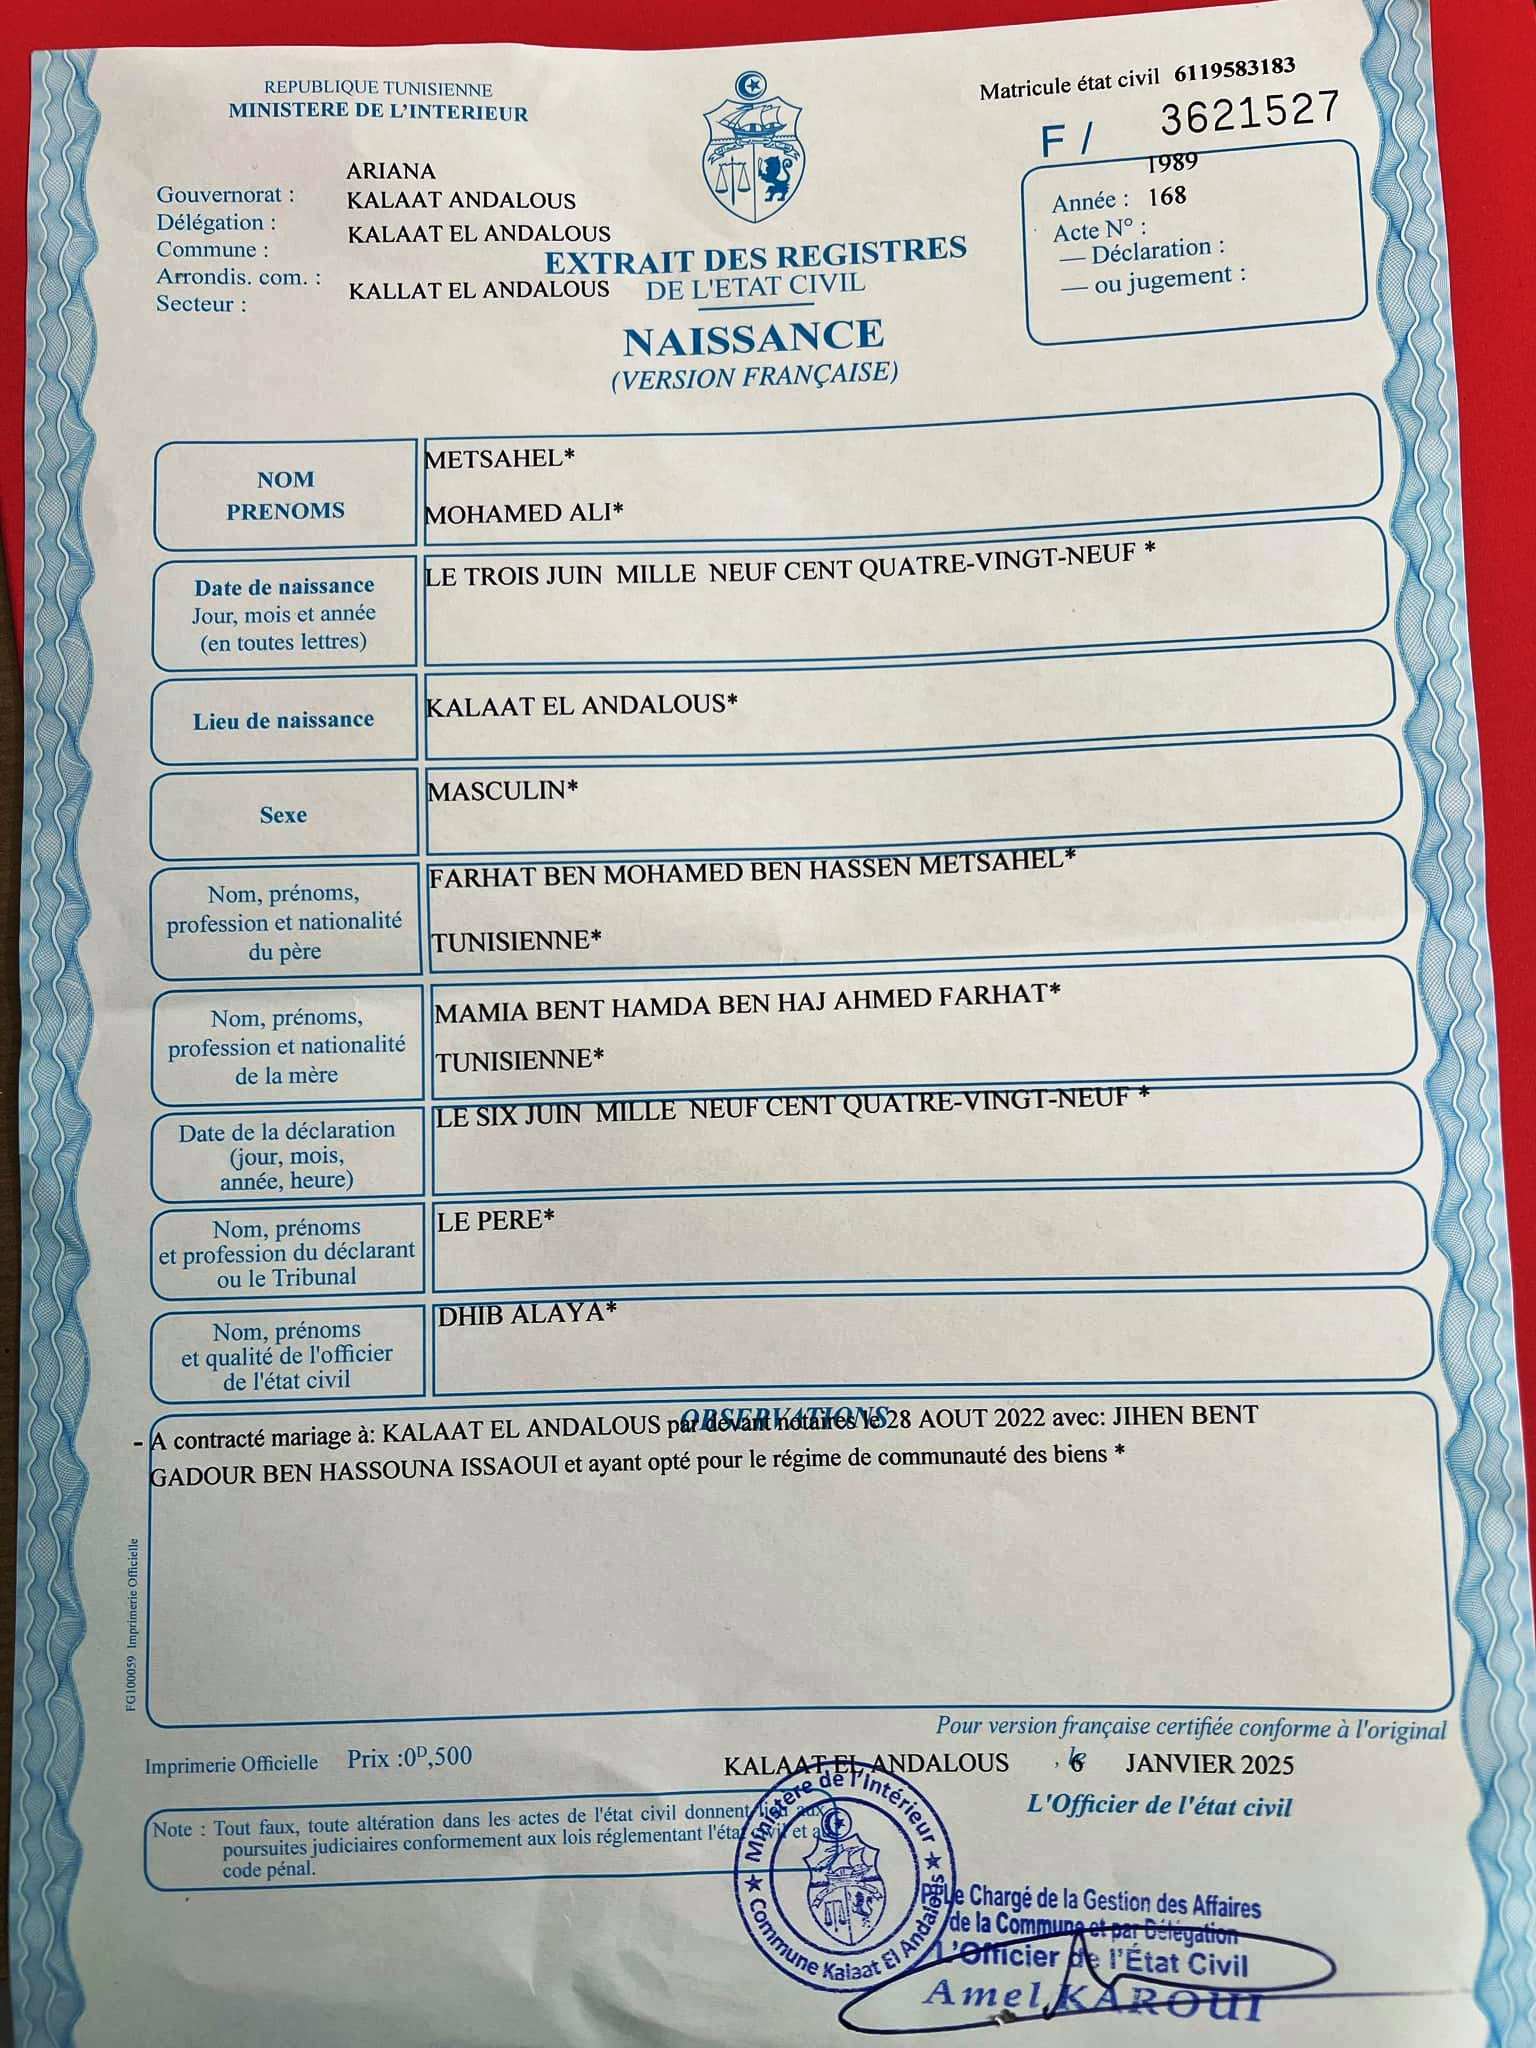 REPUBLIQUE TUNISIENNE
MINISTERE DE L'INTERIEUR
Matricule état civil 6119583183
F / 3621527
ARIANA
Gouvernorat :
KALAAT ANDALOUS
Délégation :
KALAAT EL ANDALOUS
Commune :
Arrondis. com. :
KALLAT EL ANDALOUS
Secteur :
1989
Année : 168
Acte N° :
— Déclaration :
— ou jugement :
EXTRAIT DES REGISTRES
DE L'ETAT CIVIL
NAISSANCE
(VERSION FRANÇAISE)
NOM
PRENOMS
METSAHEL*
MOHAMED ALI*
Date de naissance
Jour, mois et année
(en toutes lettres)
LE TROIS JUIN MILLE NEUF CENT QUATRE-VINGT-NEUF *
Lieu de naissance
KALAAT EL ANDALOUS*
Sexe
MASCULIN*
Nom, prénoms,
profession et nationalité
du père
FARHAT BEN MOHAMED BEN HASSEN METSAHEL*
TUNISIENNE*
Nom, prénoms,
profession et nationalité
de la mère
MAMIA BENT HAMDA BEN HAJ AHMED FARHAT*
TUNISIENNE*
Date de la déclaration
(jour, mois,
année, heure)
LE SIX JUIN MILLE NEUF CENT QUATRE-VINGT-NEUF *
Nom, prénoms
et profession du déclarant
ou le Tribunal
LE PERE*
Nom, prénoms
et qualité de l'officier
de l'état civil
DHIB ALAYA*
OBSERVATIONS
- A contracté mariage à: KALAAT EL ANDALOUS par devant notaires le 28 AOUT 2022 avec: JIHEN BENT
GADOUR BEN HASSOUNA ISSAOUI et ayant opté pour le régime de communauté des biens *
FG100059 Imprimerie Officielle
Pour version française certifiée conforme à l'original
Imprimerie Officielle Prix :0D,500
KALAAT EL ANDALOUS , le 6 JANVIER 2025
L'Officier de l'état civil
Note : Tout faux, toute altération dans les actes de l'état civil donnent lieu aux
poursuites judiciaires conformement aux lois réglementant l'état civil et au
code pénal.
Ministère de l'Intérieur
Commune Kalaat El Andalous
P/Le Chargé de la Gestion des Affaires
de la Commune et par Délégation
L'Officier de l'État Civil
Amel KAROUI